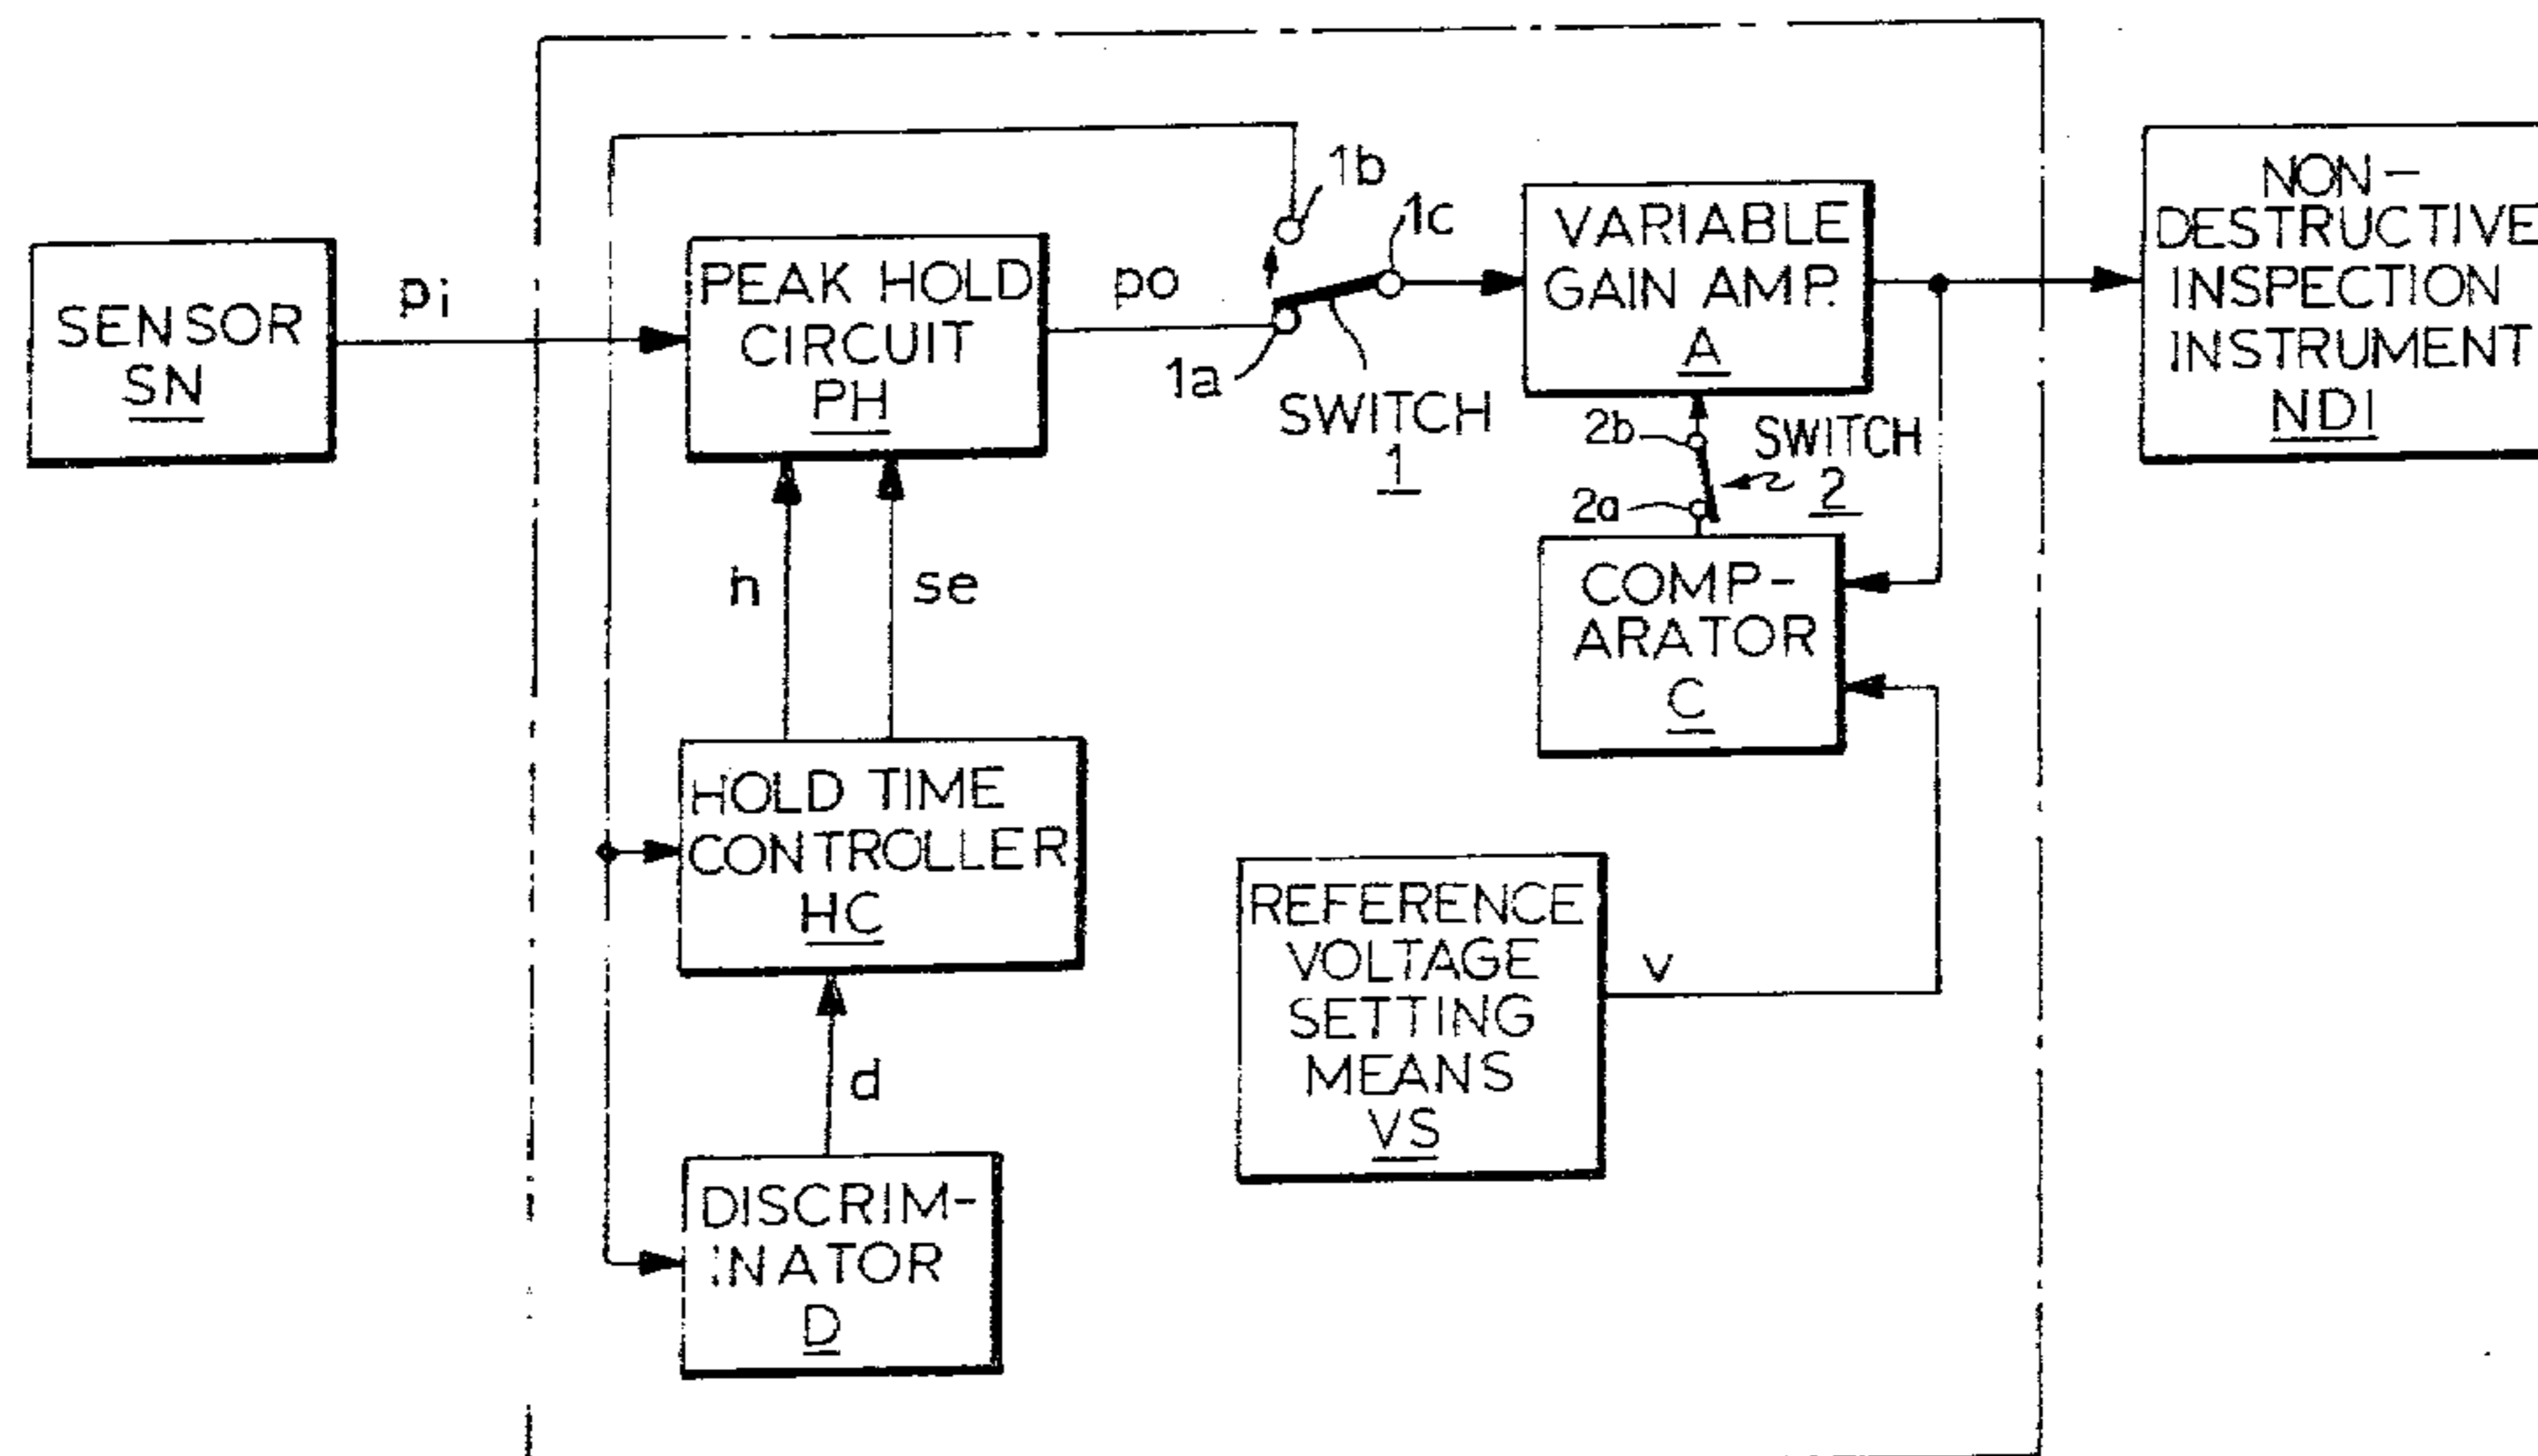 SENSOR
SN
pi
PEAK HOLD
CIRCUIT
PH
po
1a
1b
1c
SWITCH
1
VARIABLE
GAIN AMP.
A
2b
2a
SWITCH
2
NON-
DESTRUCTIVE
INSPECTION
INSTRUMENT
NDI
h
se
COMP-
ARATOR
C
HOLD TIME
CONTROLLER
HC
REFERENCE
VOLTAGE
SETTING
MEANS
VS
v
d
DISCRIM-
INATOR
D